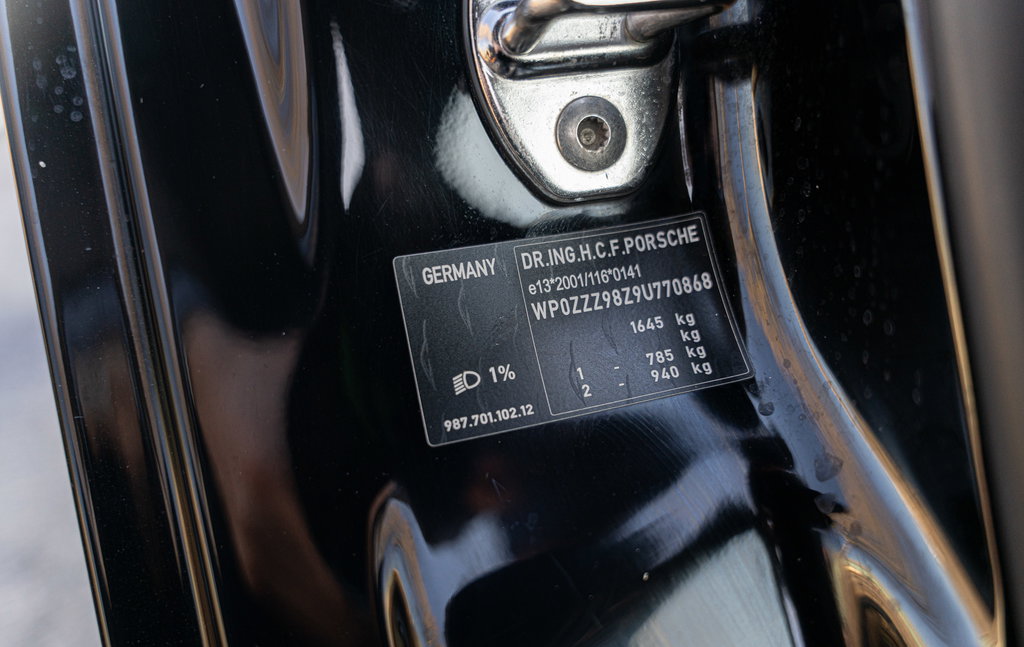 GERMANY
1%
987.701.102.12
DR.ING.H.C.F.PORSCHE
e13*2001/116*0141
WP0ZZZ98Z9U770868
1645 kg
kg
1 - 785 kg
2 - 940 kg